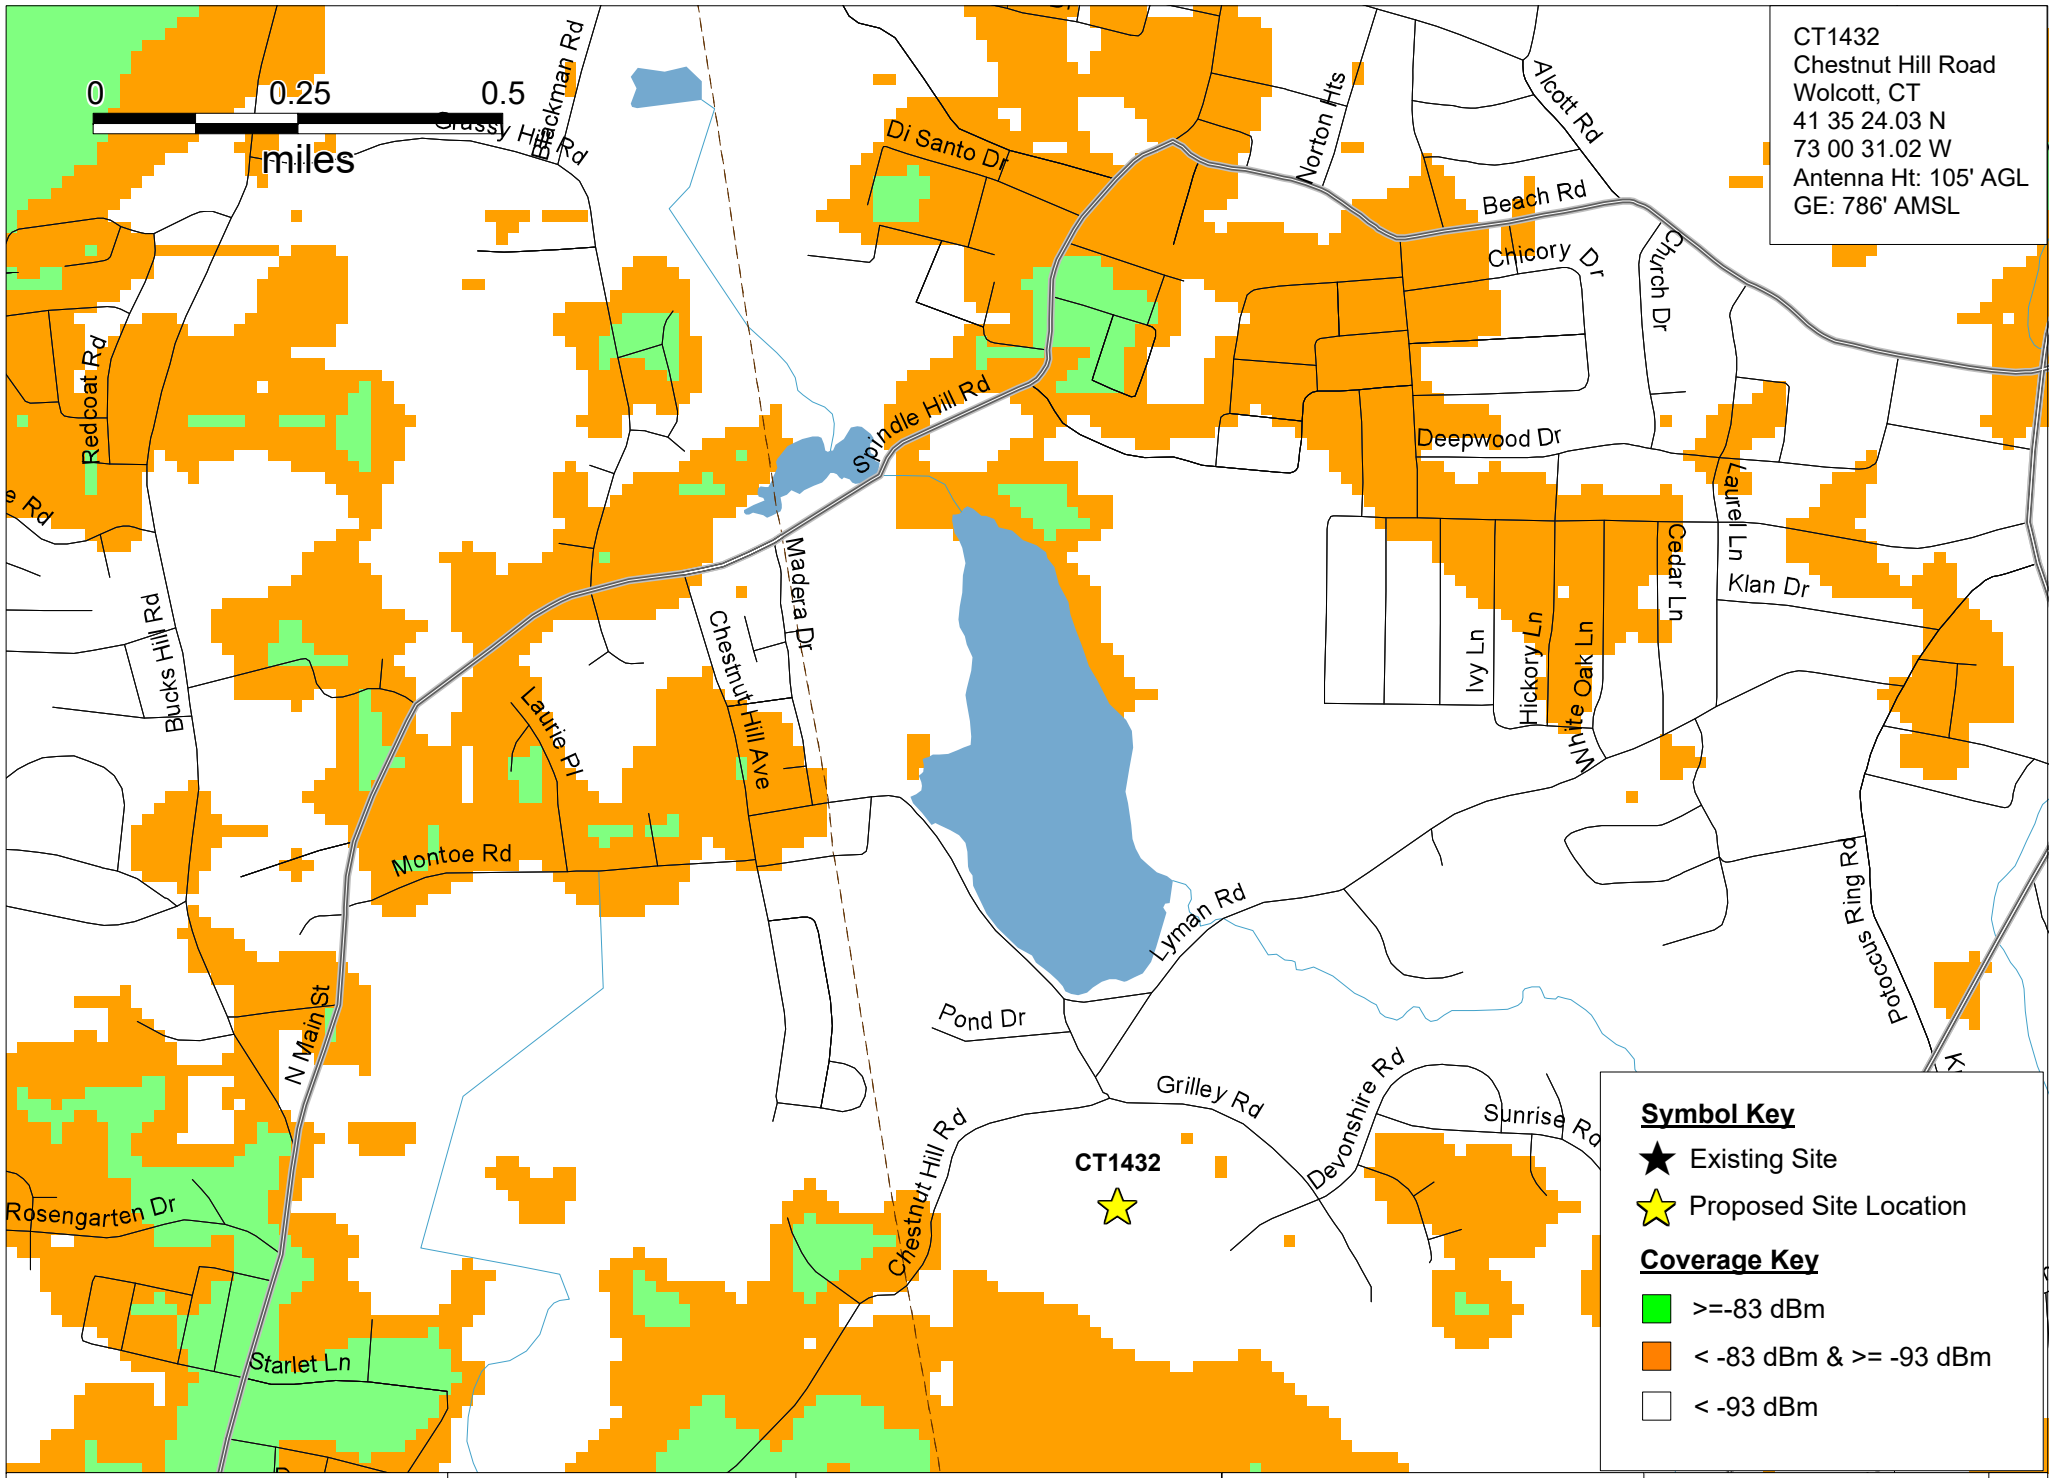 CT1432
Chestnut Hill Road
Wolcott, CT
41 35 24.03 N
73 00 31.02 W
Antenna Ht: 105' AGL
GE: 786' AMSL
0 0.25 0.5
miles
Blackman Rd
Grassy Hill Rd
Di Santo Dr
Norton Hts
Alcott Rd
Beach Rd
Chicory Dr
Church Dr
Redcoat Rd
Spindle Hill Rd
Deepwood Dr
Laurel Ln
e Rd
Madera Dr
Cedar Ln
Klan Dr
Bucks Hill Rd
Chestnut Hill Ave
Ivy Ln
Hickory Ln
White Oak Ln
Laurie Pl
Montoe Rd
Lyman Rd
Potoccus Ring Rd
N Main St
Pond Dr
Grilley Rd
Devonshire Rd
Sunrise Rd
Chestnut Hill Rd
CT1432
Rosengarten Dr
Starlet Ln
Symbol Key
Existing Site
Proposed Site Location
Coverage Key
>=-83 dBm
< -83 dBm & >= -93 dBm
< -93 dBm